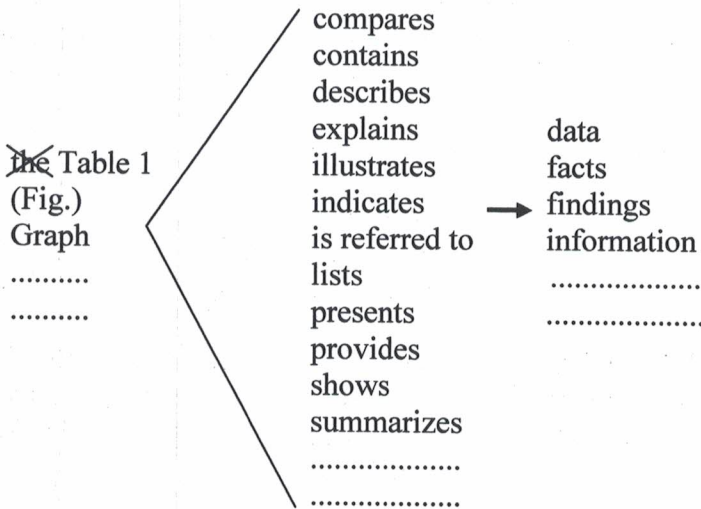 the Table 1
(Fig.)
Graph
..........
..........
compares
contains
describes
explains
illustrates
indicates
is referred to
lists
presents
provides
shows
summarizes
...................
...................
data
facts
findings
information
...................
...................